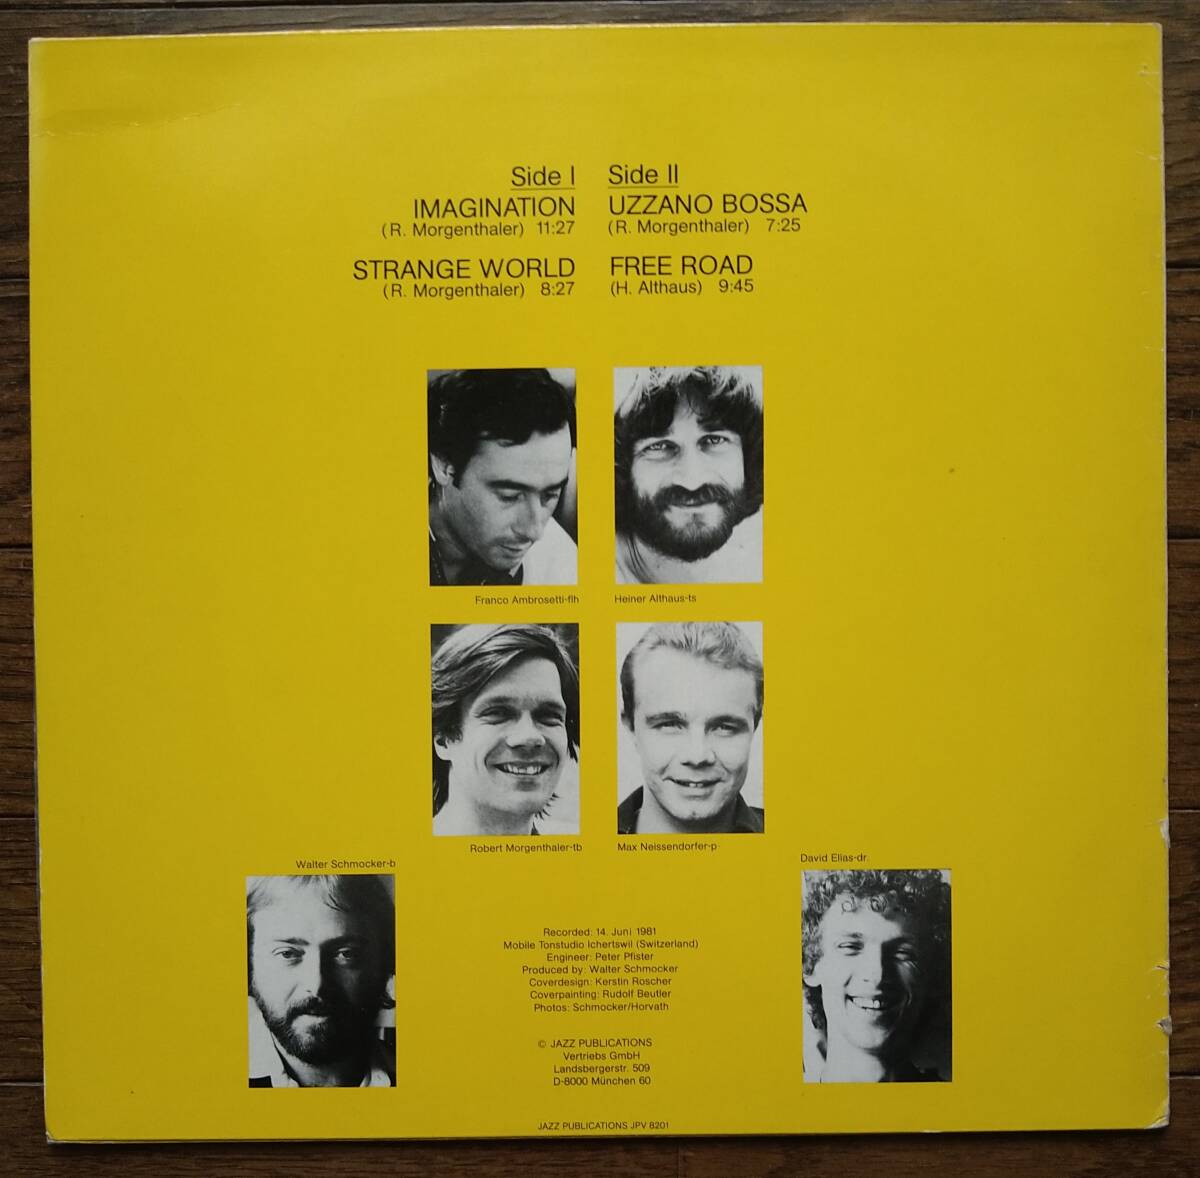 Side I
IMAGINATION
(R. Morgenthaler) 11:27
STRANGE WORLD
(R. Morgenthaler) 8:27
Side II
UZZANO BOSSA
(R. Morgenthaler) 7:25
FREE ROAD
(H. Althaus) 9:45
Franco Ambrosetti-flh
Heiner Althaus-ts
Robert Morgenthaler-tb
Max Neissendorfer-p
Walter Schmocker-b
David Elias-dr.
Recorded: 14. Juni 1981
Mobile Tonstudio Ichertswil (Switzerland)
Engineer: Peter Pfister
Produced by: Walter Schmocker
Coverdesign: Kerstin Roscher
Coverpainting: Rudolf Beutler
Photos: Schmocker/Horvath
© JAZZ PUBLICATIONS
Vertriebs GmbH
Landsbergerstr. 509
D-8000 München 60
JAZZ PUBLICATIONS JPV 8201